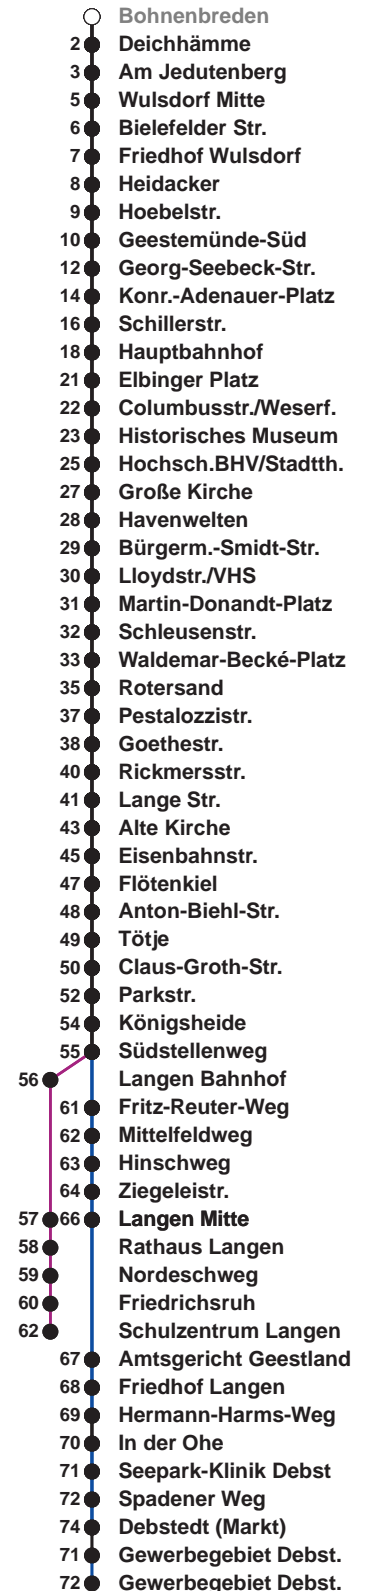 Bohnenbreden
2 Deichhämme
3 Am Jedutenberg
5 Wulsdorf Mitte
6 Bielefelder Str.
7 Friedhof Wulsdorf
8 Heidacker
9 Hoebelstr.
10 Geestemünde-Süd
12 Georg-Seebeck-Str.
14 Konr.-Adenauer-Platz
16 Schillerstr.
18 Hauptbahnhof
21 Elbinger Platz
22 Columbusstr./Weserf.
23 Historisches Museum
25 Hochsch.BHV/Stadtth.
27 Große Kirche
28 Havenwelten
29 Bürgerm.-Smidt-Str.
30 Lloydstr./VHS
31 Martin-Donandt-Platz
32 Schleusenstr.
33 Waldemar-Becké-Platz
35 Rotersand
37 Pestalozzistr.
38 Goethestr.
40 Rickmersstr.
41 Lange Str.
43 Alte Kirche
45 Eisenbahnstr.
47 Flötenkiel
48 Anton-Biehl-Str.
49 Tötje
50 Claus-Groth-Str.
52 Parkstr.
54 Königsheide
55 Südstellenweg
56 Langen Bahnhof
61 Fritz-Reuter-Weg
62 Mittelfeldweg
63 Hinschweg
64 Ziegeleistr.
57 66 Langen Mitte
58 Rathaus Langen
59 Nordeschweg
60 Friedrichsruh
62 Schulzentrum Langen
67 Amtsgericht Geestland
68 Friedhof Langen
69 Hermann-Harms-Weg
70 In der Ohe
71 Seepark-Klinik Debst
72 Spadener Weg
74 Debstedt (Markt)
71 Gewerbegebiet Debst.
72 Gewerbegebiet Debst.